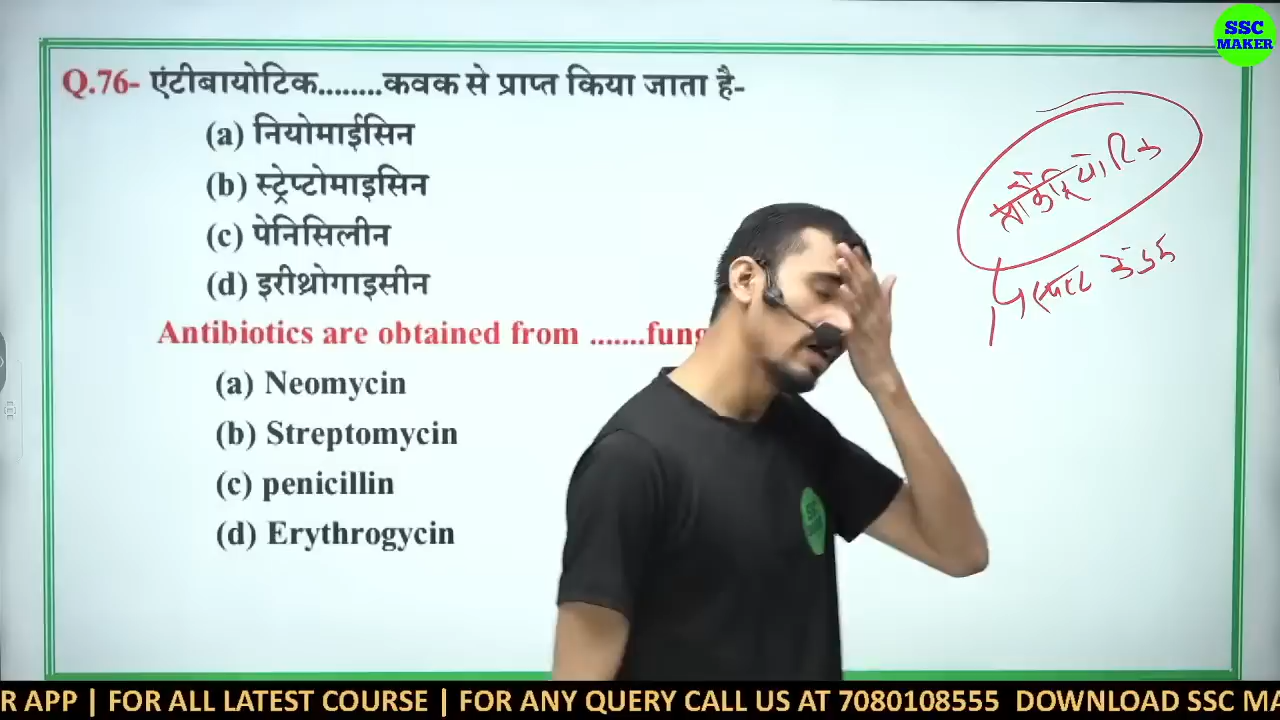 SSC
MAKER
Q.76- एंटीबायोटिक........कवक से प्राप्त किया जाता है-
(a) नियोमाईसिन
(b) स्ट्रेप्टोमाइसिन
(c) पेनिसिलीन
(d) इरीथ्रोगाइसीन
Antibiotics are obtained from .......fung
(a) Neomycin
(b) Streptomycin
(c) penicillin
(d) Erythrogycin
R APP | FOR ALL LATEST COURSE | FOR ANY QUERY CALL US AT 7080108555 DOWNLOAD SSC MA